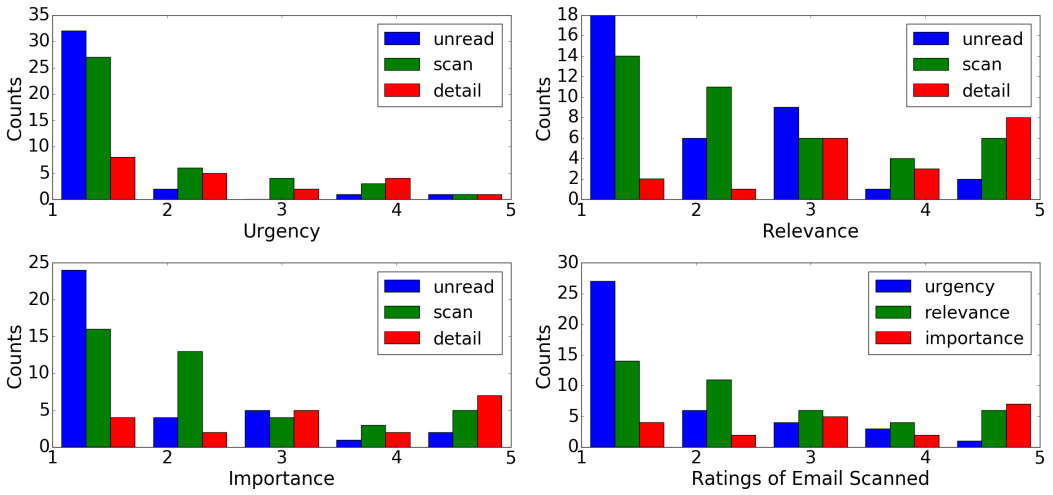 35
30
25
20
15
10
5
0
Counts
1 2 3 4 5
Urgency
unread
scan
detail
18
16
14
12
10
8
6
4
2
0
Counts
1 2 3 4 5
Relevance
unread
scan
detail
25
20
15
10
5
0
Counts
1 2 3 4 5
Importance
unread
scan
detail
30
25
20
15
10
5
0
Counts
1 2 3 4 5
Ratings of Email Scanned
urgency
relevance
importance